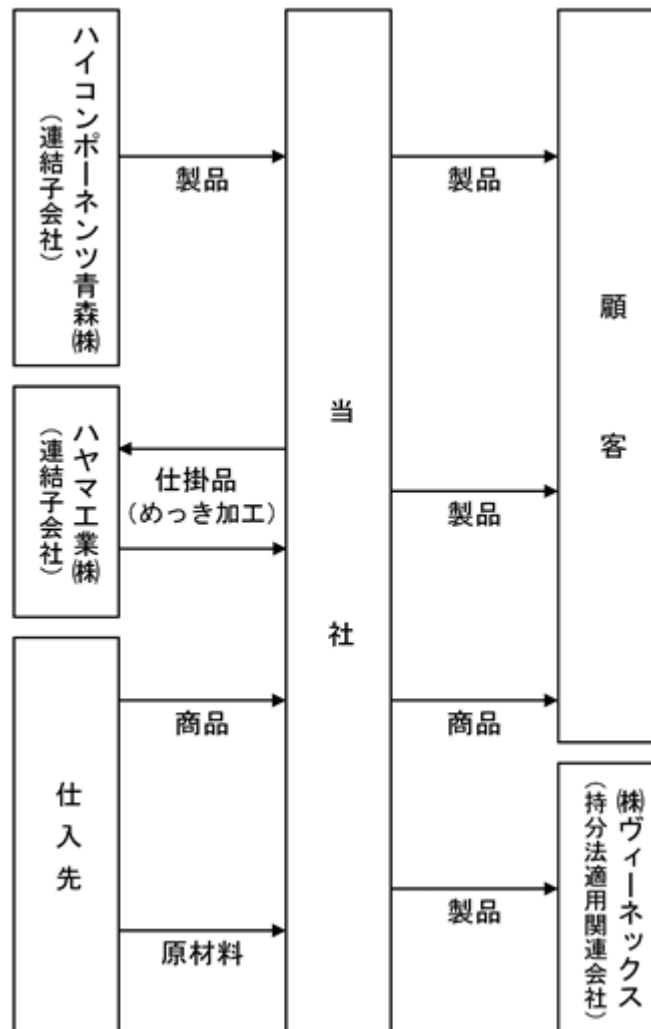 ハイコンポーネンツ青森㈱
（連結子会社）
製品
製品
ハヤマ工業㈱
（連結子会社）
仕掛品
（めっき加工）
当社
製品
顧客
仕入先
商品
商品
原材料
製品
㈱ヴィーネックス
（持分法適用関連会社）